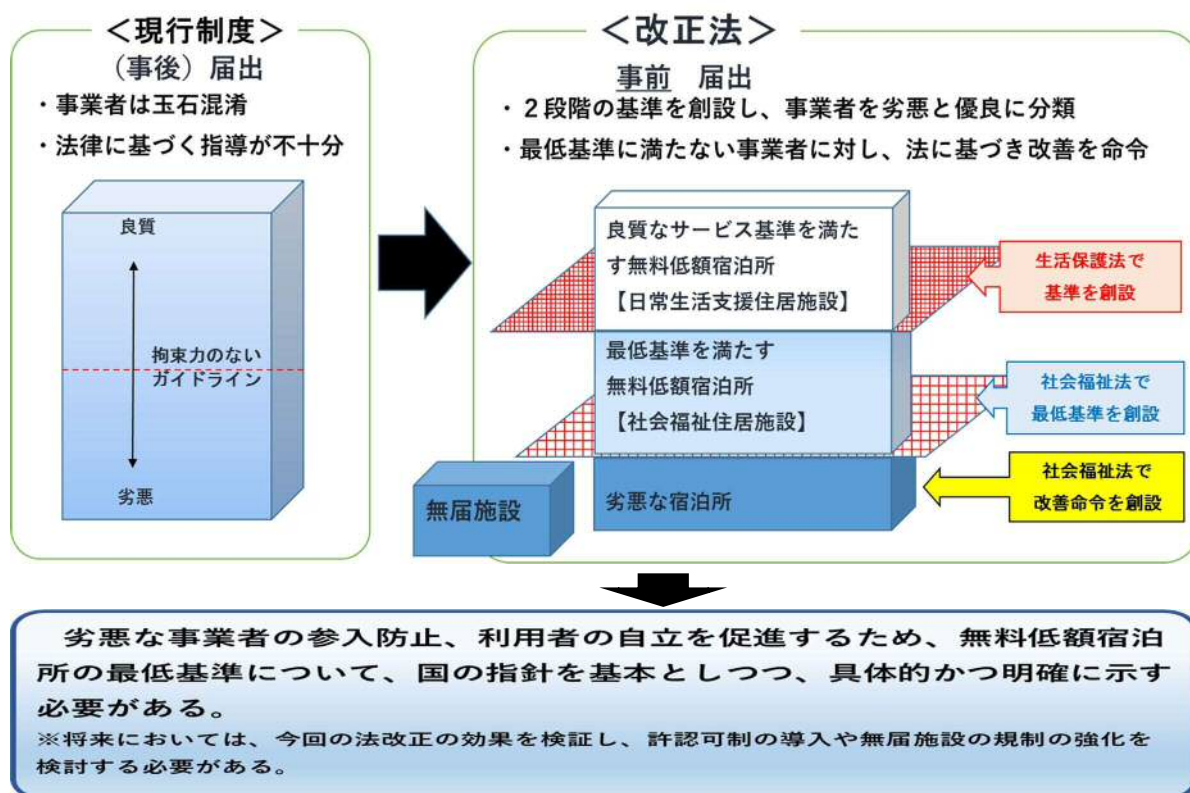 ＜現行制度＞
（事後）届出
・事業者は玉石混淆
・法律に基づく指導が不十分
良質
拘束力のない
ガイドライン
劣悪
＜改正法＞
事前　届出
・２段階の基準を創設し、事業者を劣悪と優良に分類
・最低基準に満たない事業者に対し、法に基づき改善を命令
良質なサービス基準を満た
す無料低額宿泊所
【日常生活支援住居施設】
生活保護法で
基準を創設
最低基準を満たす
無料低額宿泊所
【社会福祉住居施設】
社会福祉法で
最低基準を創設
無届施設
劣悪な宿泊所
社会福祉法で
改善命令を創設
劣悪な事業者の参入防止、利用者の自立を促進するため、無料低額宿泊
所の最低基準について、国の指針を基本としつつ、具体的かつ明確に示す
必要がある。
※将来においては、今回の法改正の効果を検証し、許認可制の導入や無届施設の規制の強化を
検討する必要がある。